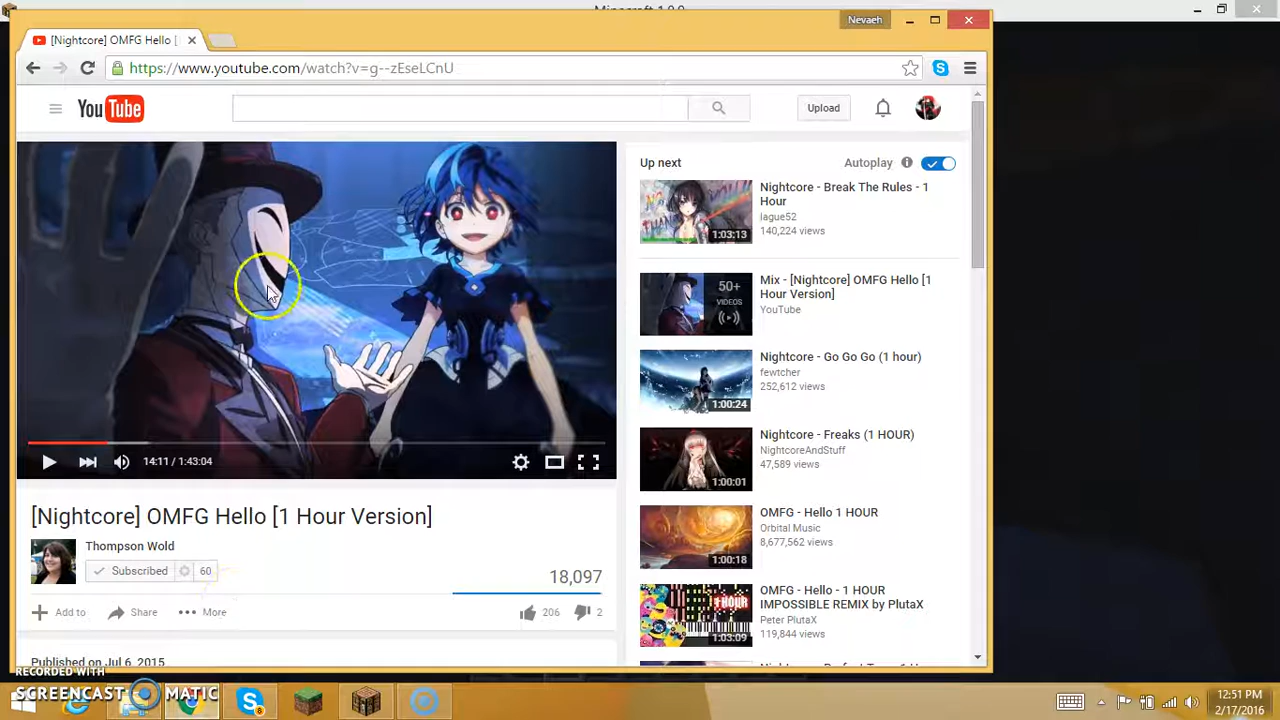 Minecraft 1.9.0
Nevaeh
[Nightcore] OMFG Hello [
https://www.youtube.com/watch?v=g--zEseLCnU
YouTube
Upload
Up next
Autoplay
Nightcore - Break The Rules - 1
Hour
iague52
140,224 views
1:03:13
50+
VIDEOS
Mix - [Nightcore] OMFG Hello [1
Hour Version]
YouTube
Nightcore - Go Go Go (1 hour)
fewtcher
252,612 views
1:00:24
Nightcore - Freaks (1 HOUR)
NightcoreAndStuff
47,589 views
1:00:01
OMFG - Hello 1 HOUR
Orbital Music
8,677,562 views
1:00:18
OMFG - Hello - 1 HOUR
IMPOSSIBLE REMIX by PlutaX
Peter PlutaX
119,844 views
1 HOUR
1:03:09
14:11 / 1:43:04
[Nightcore] OMFG Hello [1 Hour Version]
Thompson Wold
Subscribed 60
18,097
Add to Share More
206 2
Published on Jul 6, 2015
RECORDED WITH
SCREENCAST MATIC
12:51 PM
2/17/2016